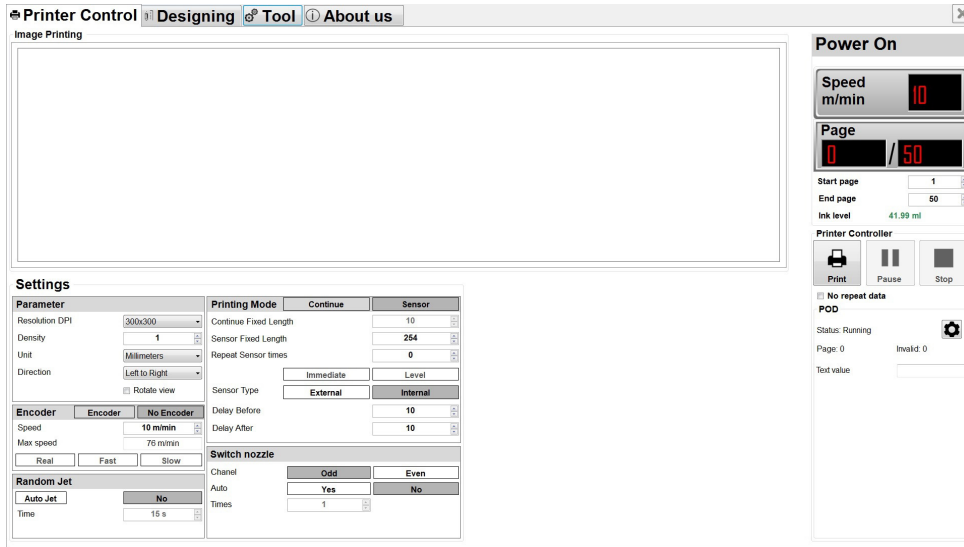 Printer Control Designing Tool About us
Image Printing
Power On
Speed
m/min
10
Page
0 / 50
Start page 1
End page 50
Ink level 41.99 ml
Printer Controller
Print Pause Stop
No repeat data
POD
Status: Running
Page: 0 Invalid: 0
Text value
Settings
Parameter
Resolution DPI 300x300
Density 1
Unit Millimeters
Direction Left to Right
Rotate view
Encoder Encoder No Encoder
Speed 10 m/min
Max speed 76 m/min
Real Fast Slow
Random Jet
Auto Jet No
Time 15 s
Printing Mode Continue Sensor
Continue Fixed Length 10
Sensor Fixed Length 254
Repeat Sensor times 0
Immediate Level
Sensor Type External Internal
Delay Before 10
Delay After 10
Switch nozzle
Chanel Odd Even
Auto Yes No
Times 1